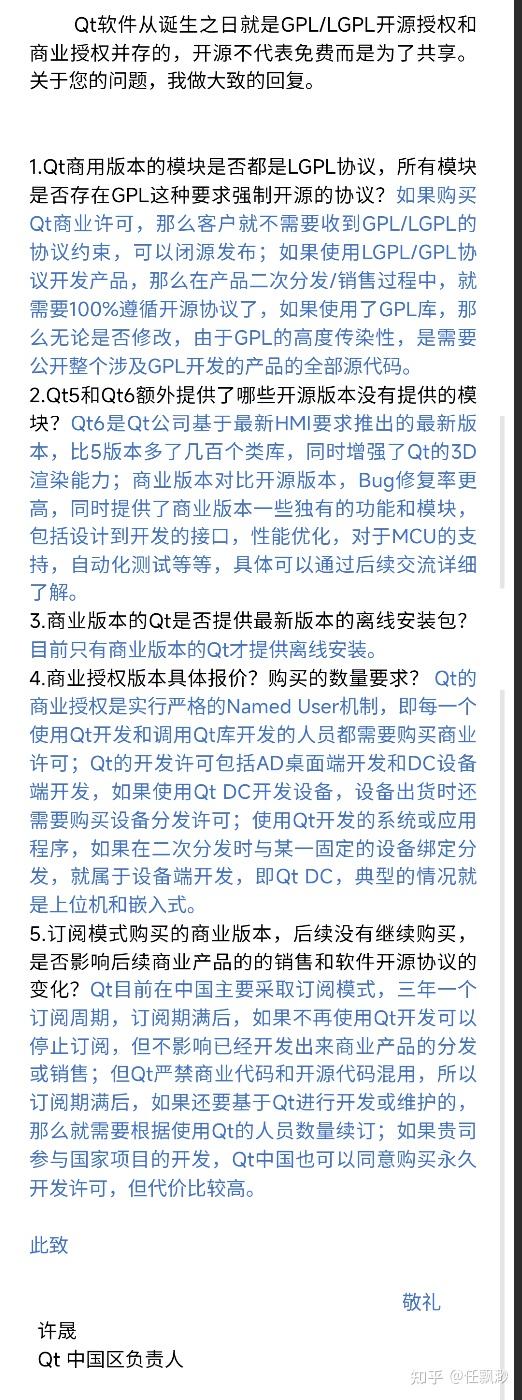 Qt软件从诞生之日就是GPL/LGPL开源授权和
商业授权并存的，开源不代表免费而是为了共享。
关于您的问题，我做大致的回复。
1.Qt商用版本的模块是否都是LGPL协议，所有模块
是否存在GPL这种要求强制开源的协议？如果购买
Qt商业许可，那么客户就不需要收到GPL/LGPL的
协议约束，可以闭源发布；如果使用LGPL/GPL协
议开发产品，那么在产品二次分发/销售过程中，就
需要100%遵循开源协议了，如果使用了GPL库，那
么无论是否修改，由于GPL的高度传染性，是需要
公开整个涉及GPL开发的产品的全部源代码。
2.Qt5和Qt6额外提供了哪些开源版本没有提供的模
块？Qt6是Qt公司基于最新HMI要求推出的最新版
本，比5版本多了几百个类库，同时增强了Qt的3D
渲染能力；商业版本对比开源版本，Bug修复率更
高，同时提供了商业版本一些独有的功能和模块，
包括设计到开发的接口，性能优化，对于MCU的支
持，自动化测试等等，具体可以通过后续交流详细
了解。
3.商业版本的Qt是否提供最新版本的离线安装包？
目前只有商业版本的Qt才提供离线安装。
4.商业授权版本具体报价？购买的数量要求？ Qt的
商业授权是实行严格的Named User机制，即每一个
使用Qt开发和调用Qt库开发的人员都需要购买商业
许可；Qt的开发许可包括AD桌面端开发和DC设备
端开发，如果使用Qt DC开发设备，设备出货时还
需要购买设备分发许可；使用Qt开发的系统或应用
程序，如果在二次分发时与某一固定的设备绑定分
发，就属于设备端开发，即Qt DC，典型的情况就
是上位机和嵌入式。
5.订阅模式购买的商业版本，后续没有继续购买，
是否影响后续商业产品的的销售和软件开源协议的
变化？Qt目前在中国主要采取订阅模式，三年一个
订阅周期，订阅期满后，如果不再使用Qt开发可以
停止订阅，但不影响已经开发出来商业产品的分发
或销售；但Qt严禁商业代码和开源代码混用，所以
订阅期满后，如果还要基于Qt进行开发或维护的，
那么就需要根据使用Qt的人员数量续订；如果贵司
参与国家项目的开发，Qt中国也可以同意购买永久
开发许可，但代价比较高。
此致
敬礼
许晟
Qt 中国区负责人
知乎 @任飘渺